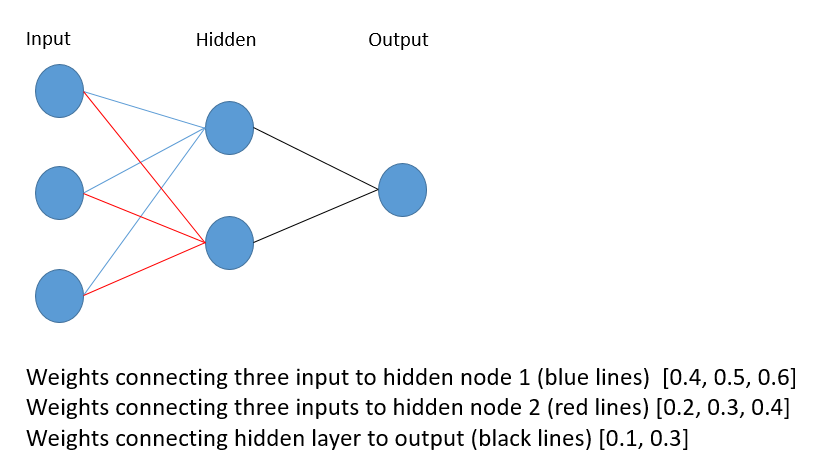 Input Hidden Output
Weights connecting three input to hidden node 1 (blue lines)  [0.4, 0.5, 0.6]
Weights connecting three inputs to hidden node 2 (red lines) [0.2, 0.3, 0.4]
Weights connecting hidden layer to output (black lines) [0.1, 0.3]